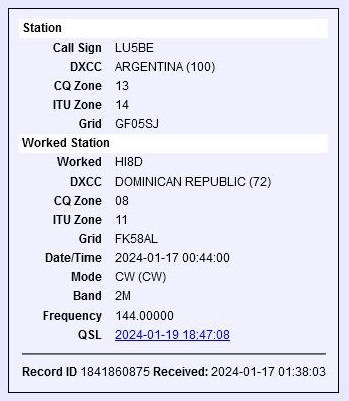 Station
Call Sign LU5BE
DXCC ARGENTINA (100)
CQ Zone 13
ITU Zone 14
Grid GF05SJ
Worked Station
Worked HI8D
DXCC DOMINICAN REPUBLIC (72)
CQ Zone 08
ITU Zone 11
Grid FK58AL
Date/Time 2024-01-17 00:44:00
Mode CW (CW)
Band 2M
Frequency 144.00000
QSL 2024-01-19 18:47:08
Record ID 1841860875 Received: 2024-01-17 01:38:03